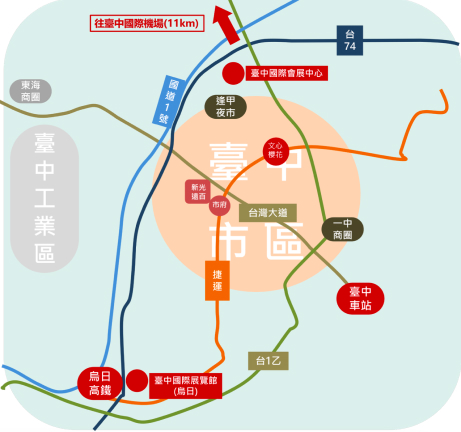 往臺中國際機場(11km)
台
74
臺中國際會展中心
東海
商圈
國道1號
逢甲
夜市
臺中
市區
文心
櫻花
臺中工業區
新光
遠百
市府
台灣大道
一中
商圈
捷運
臺中
車站
台1乙
烏日
高鐵
臺中國際展覽館
(烏日)